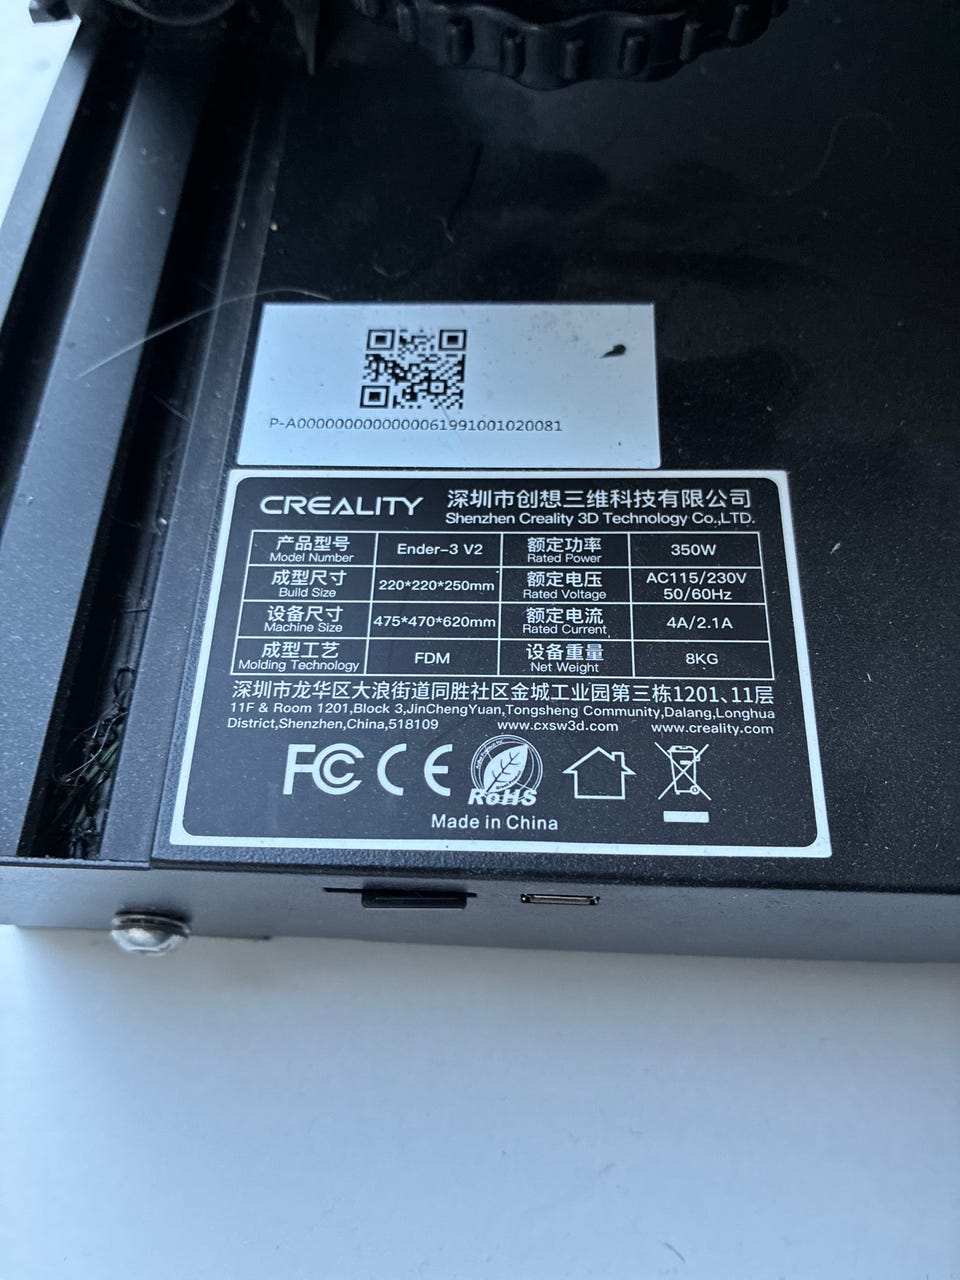 P-A0000000000000061991001020081
CREALITY 深圳市创想三维科技有限公司
Shenzhen Creality 3D Technology Co.,LTD.
产品型号 Ender-3 V2 额定功率 350W
Model Number Rated Power
成型尺寸 220*220*250mm 额定电压 AC115/230V
Build Size Rated Voltage 50/60Hz
设备尺寸 475*470*620mm 额定电流 4A/2.1A
Machine Size Rated Current
成型工艺 FDM 设备重量 8KG
Molding Technology Net Weight
深圳市龙华区大浪街道同胜社区金城工业园第三栋1201、11层
11F & Room 1201,Block 3,JinChengYuan,Tongsheng Community,Dalang,Longhua
District,Shenzhen,China,518109 www.cxsw3d.com www.creality.com
FCC CE RoHS
Made in China